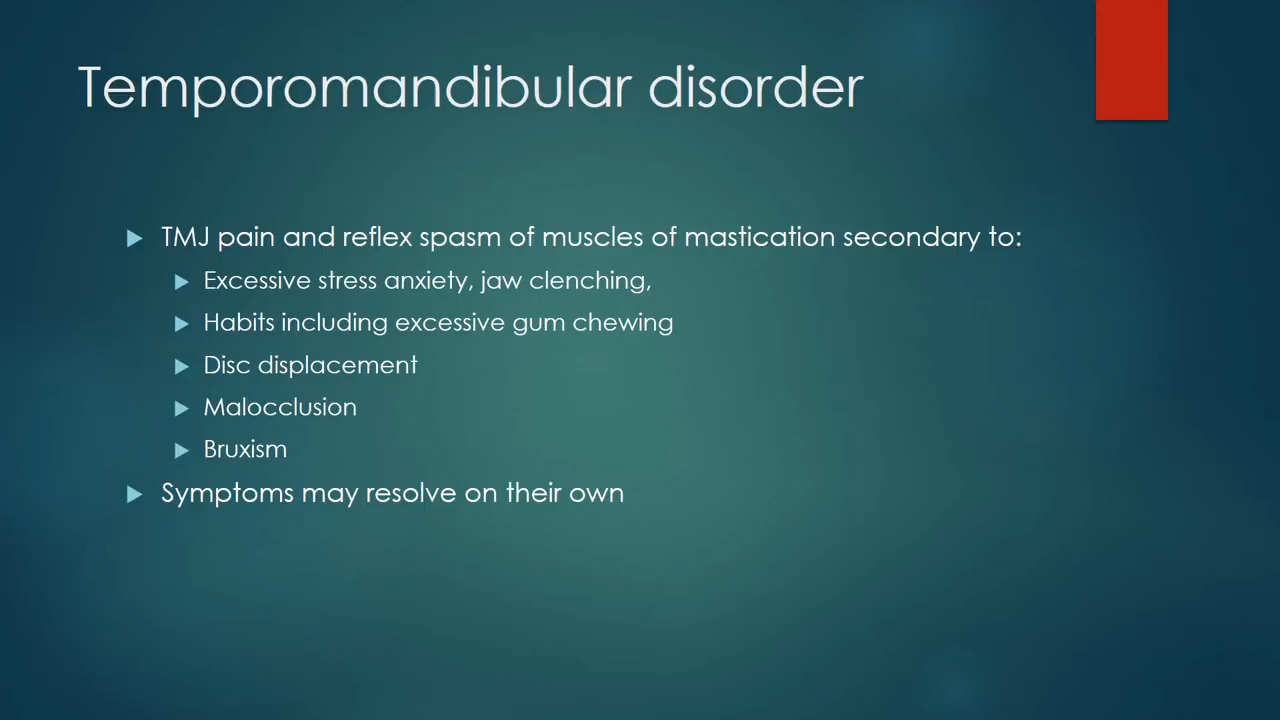 Temporomandibular disorder
TMJ pain and reflex spasm of muscles of mastication secondary to:
Excessive stress anxiety, jaw clenching,
Habits including excessive gum chewing
Disc displacement
Malocclusion
Bruxism
Symptoms may resolve on their own